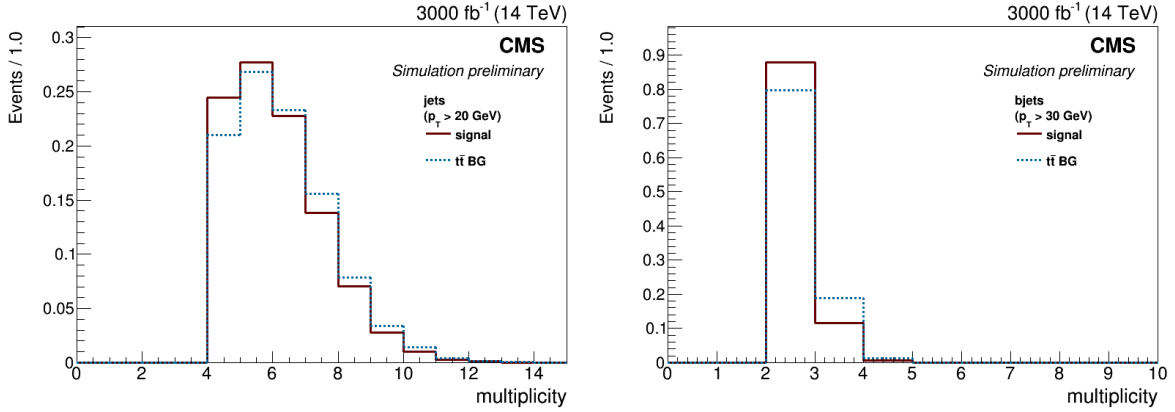 3000 fb⁻¹ (14 TeV)
Events / 1.0
CMS
Simulation preliminary
jets
(p_T > 20 GeV)
signal
tt̄ BG
0.3
0.25
0.2
0.15
0.1
0.05
0
0 2 4 6 8 10 12 14
multiplicity
3000 fb⁻¹ (14 TeV)
Events / 1.0
CMS
Simulation preliminary
bjets
(p_T > 30 GeV)
signal
tt̄ BG
0.9
0.8
0.7
0.6
0.5
0.4
0.3
0.2
0.1
0
0 1 2 3 4 5 6 7 8 9 10
multiplicity